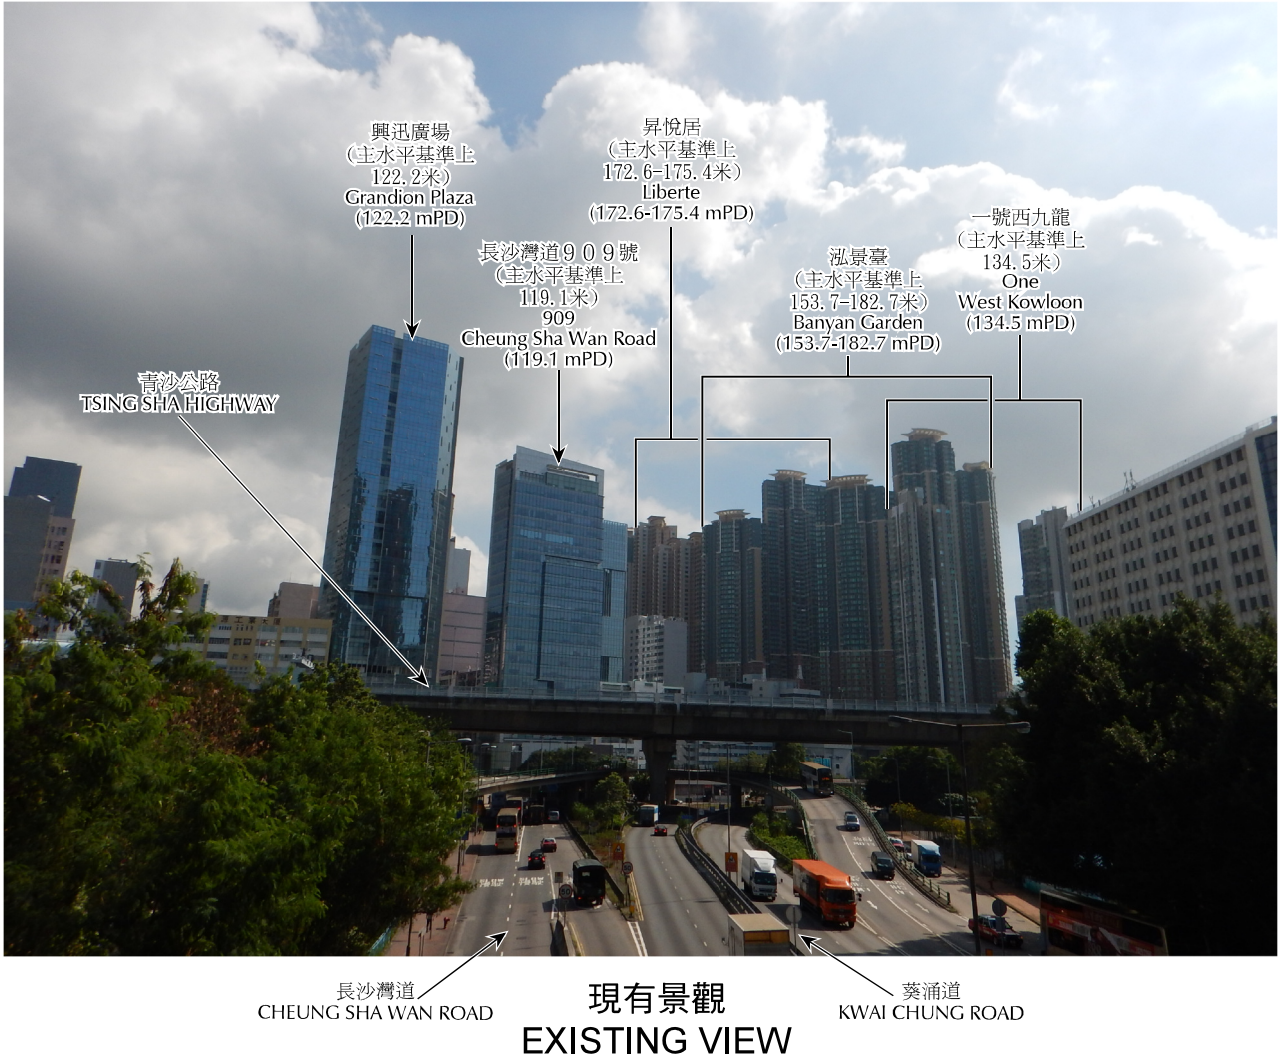 興迅廣場
(主水平基準上
122.2米)
Grandion Plaza
(122.2 mPD)
昇悅居
(主水平基準上
172.6-175.4米)
Liberte
(172.6-175.4 mPD)
長沙灣道909號
(主水平基準上
119.1米)
909
Cheung Sha Wan Road
(119.1 mPD)
泓景臺
(主水平基準上
153.7-182.7米)
Banyan Garden
(153.7-182.7 mPD)
一號西九龍
(主水平基準上
134.5米)
One
West Kowloon
(134.5 mPD)
青沙公路
TSING SHA HIGHWAY
長沙灣道
CHEUNG SHA WAN ROAD
葵涌道
KWAI CHUNG ROAD
現有景觀
EXISTING VIEW